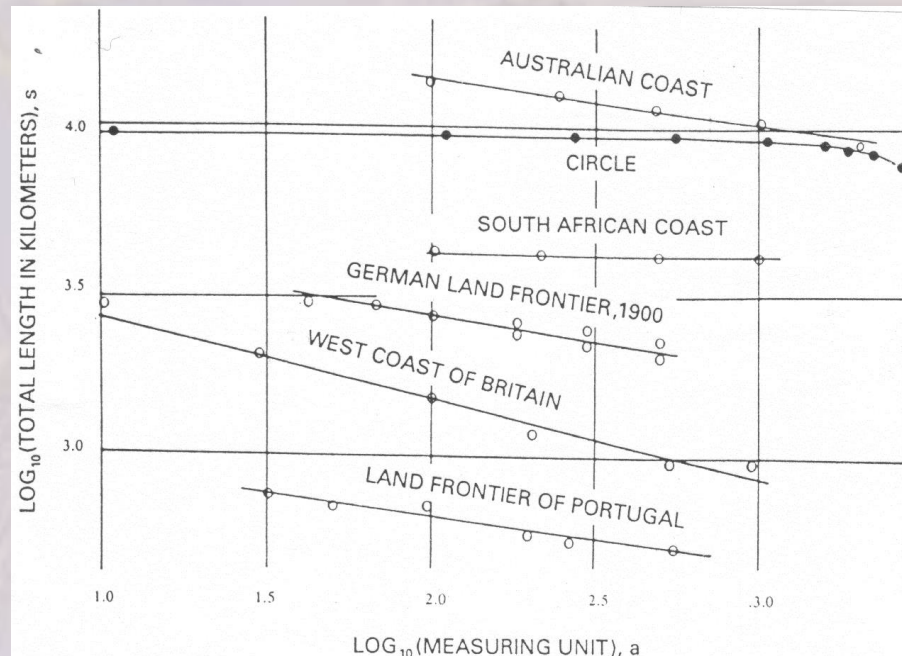 AUSTRALIAN COAST
4.0
CIRCLE
SOUTH AFRICAN COAST
3.5
GERMAN LAND FRONTIER, 1900
WEST COAST OF BRITAIN
3.0
LAND FRONTIER OF PORTUGAL
LOG10(TOTAL LENGTH IN KILOMETERS), s
1.0 1.5 2.0 2.5 .3.0
LOG10(MEASURING UNIT), a